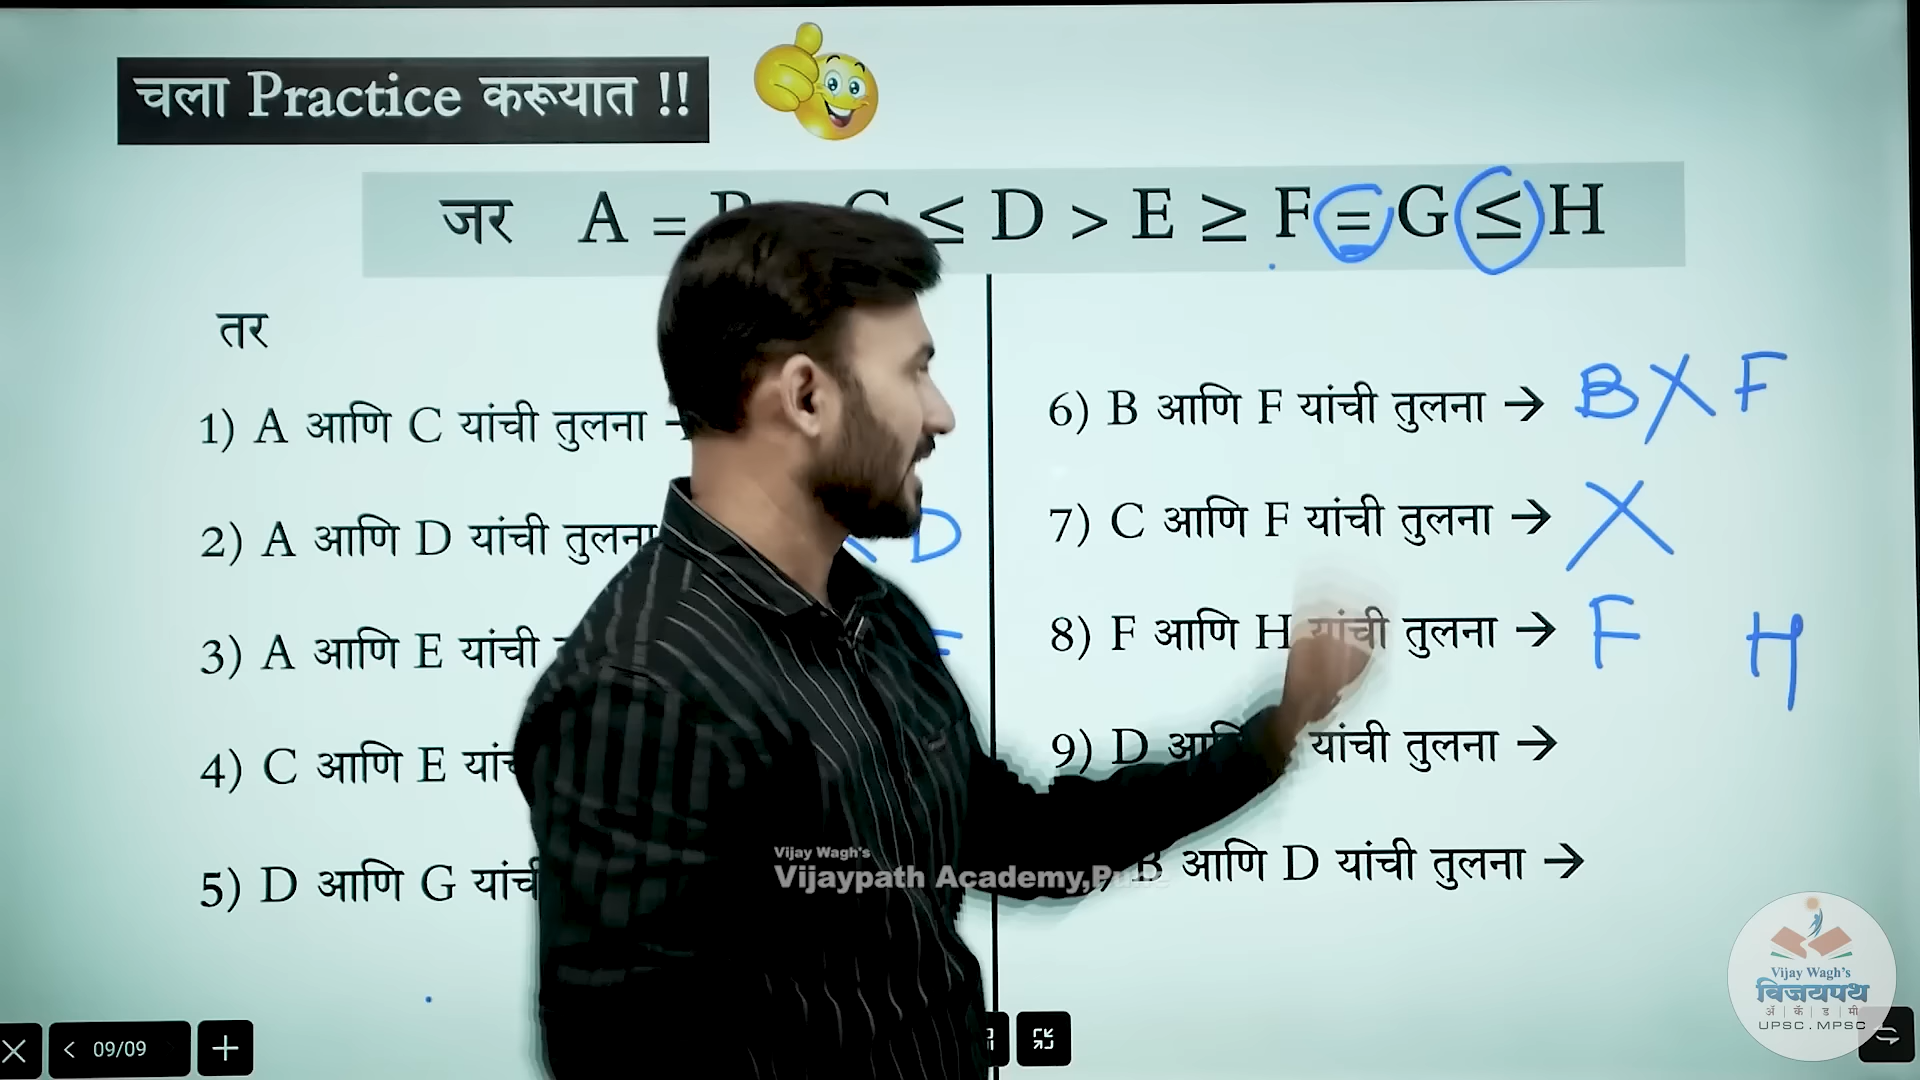 चला Practice करूयात !!
जर A = B C ≤ D > E ≥ F = G ≤ H
तर
1) A आणि C यांची तुलना
2) A आणि D यांची तुलना D
3) A आणि E यांची
4) C आणि E
5) D आणि G यांची
6) B आणि F यांची तुलना → B X F
7) C आणि F यांची तुलना → X
8) F आणि H यांची तुलना → F H
9) D यांची तुलना →
B आणि D यांची तुलना →
Vijay Wagh's
Vijaypath Academy,Pune
Vijay Wagh's
विजयपथ
अ | कॅ | ड | मी
UPSC . MPSC
09/09